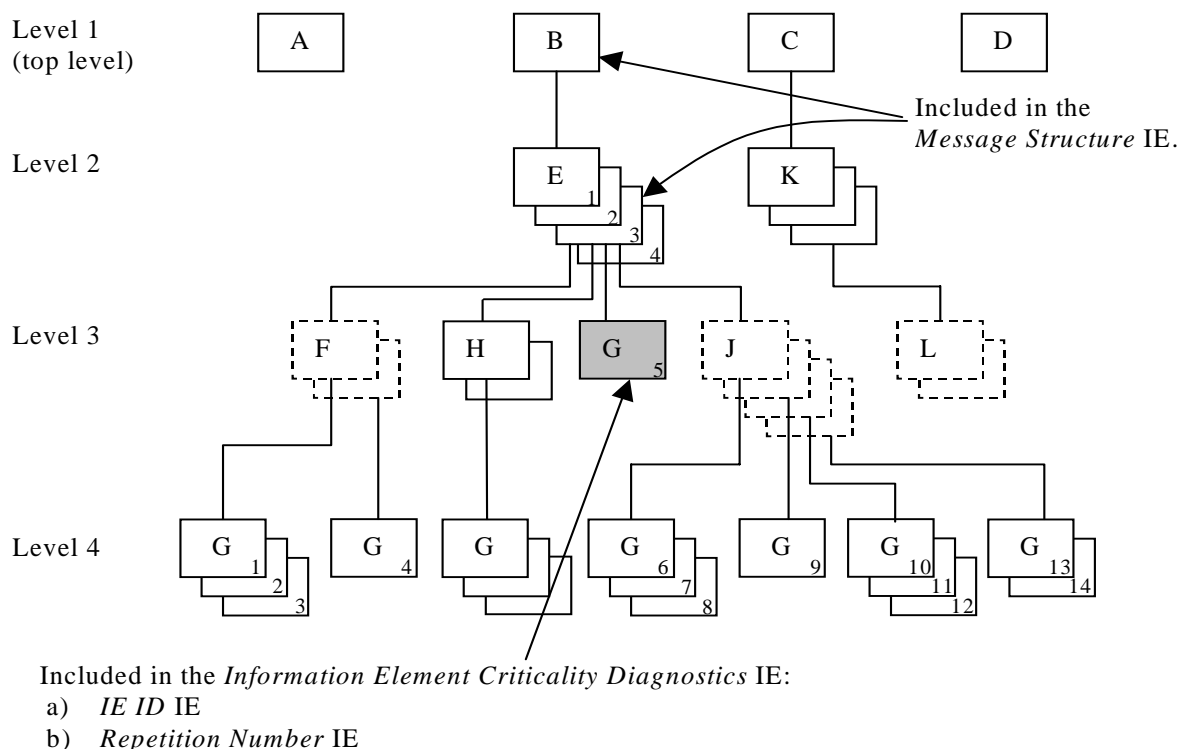 Level 1
(top level)
A
B
C
D
Included in the
Message Structure IE.
Level 2
E
1
2
3
4
K
Level 3
F
H
G
5
J
L
Level 4
G
1
2
3
G
4
G
G
6
7
8
G
9
G
10
11
12
G
13
14
Included in the Information Element Criticality Diagnostics IE:
a) IE ID IE
b) Repetition Number IE